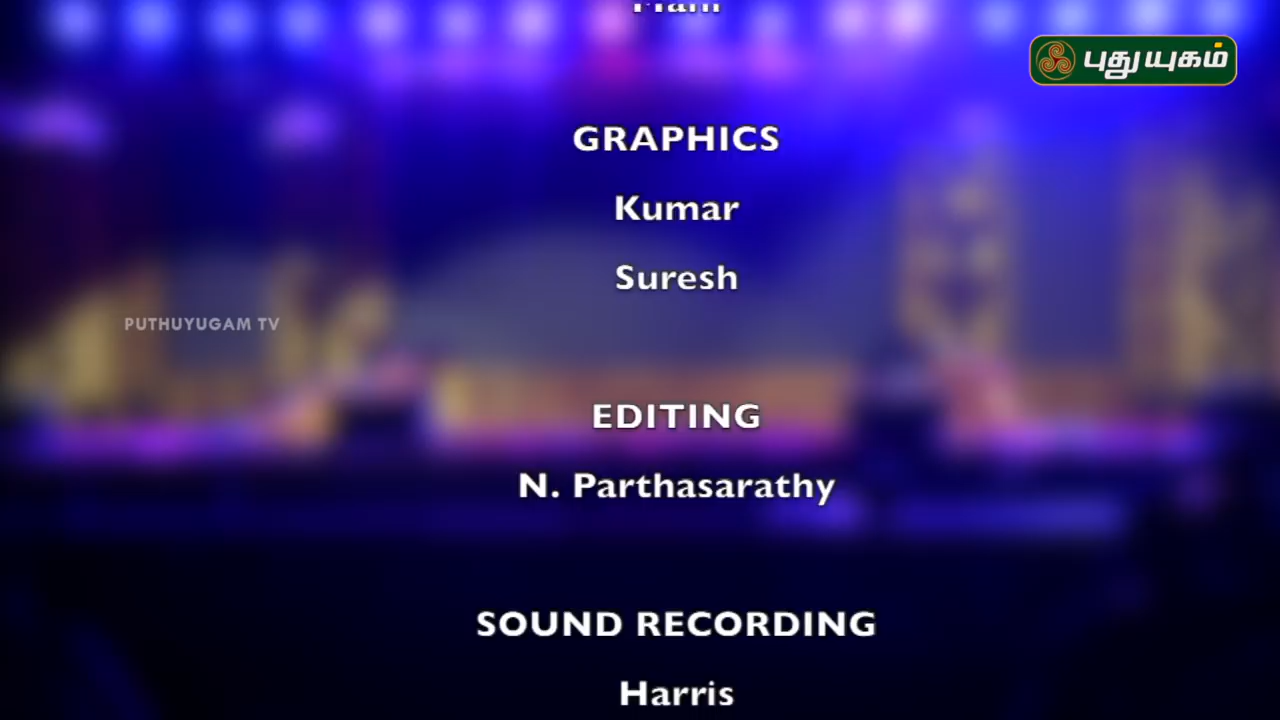 புதுயுகம்
GRAPHICS
Kumar
Suresh
PUTHUYUGAM TV
EDITING
N. Parthasarathy
SOUND RECORDING
Harris